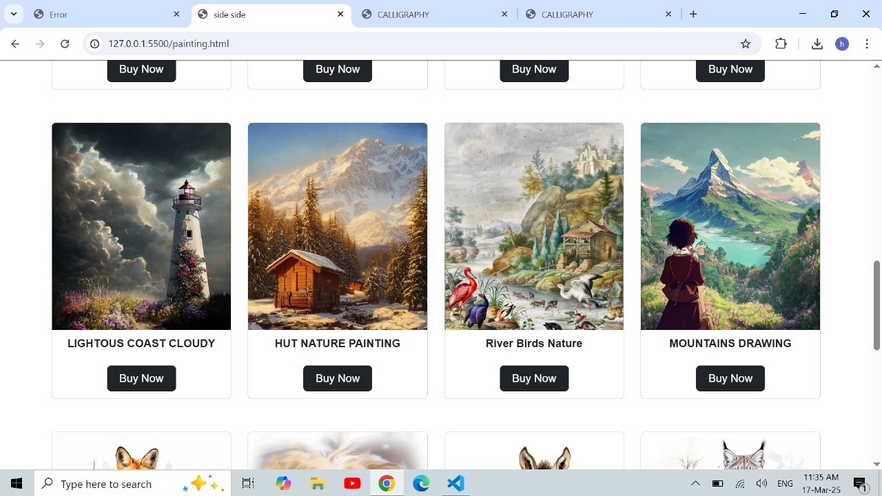 Error
side side
CALLIGRAPHY
CALLIGRAPHY
127.0.0.1:5500/painting.html
h
Buy Now
Buy Now
Buy Now
Buy Now
LIGHTOUS COAST CLOUDY
HUT NATURE PAINTING
River Birds Nature
MOUNTAINS DRAWING
Buy Now
Buy Now
Buy Now
Buy Now
Type here to search
ENG
11:35 AM
17-Mar-25
1